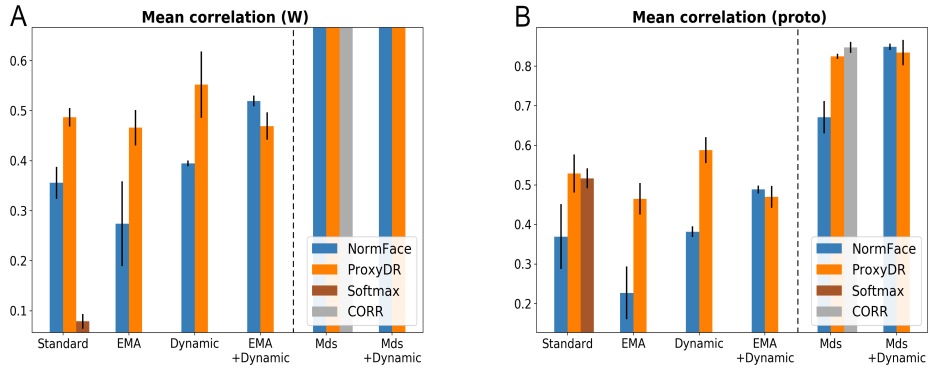 A
Mean correlation (W)
0.6
0.5
0.4
0.3
0.2
0.1
NormFace
ProxyDR
Softmax
CORR
Standard
EMA
Dynamic
EMA
+Dynamic
Mds
Mds
+Dynamic
B
Mean correlation (proto)
0.8
0.7
0.6
0.5
0.4
0.3
0.2
NormFace
ProxyDR
Softmax
CORR
Standard
EMA
Dynamic
EMA
+Dynamic
Mds
Mds
+Dynamic